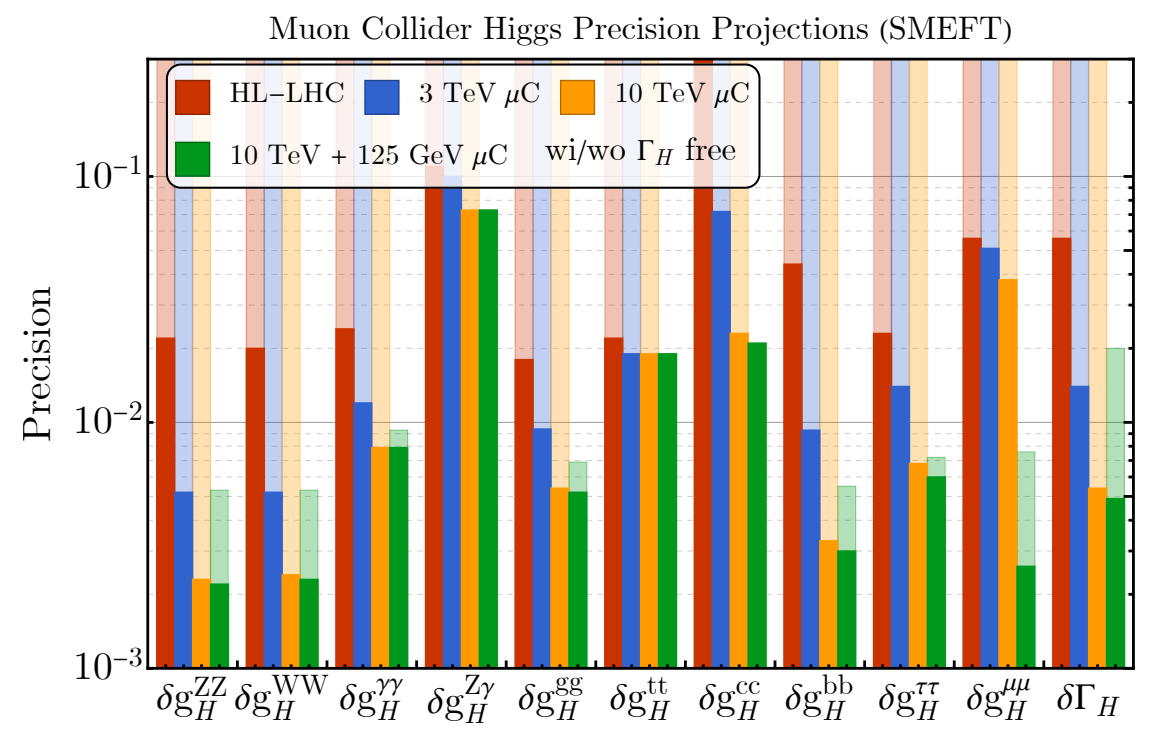 Muon Collider Higgs Precision Projections (SMEFT)
HL–LHC 3 TeV μC 10 TeV μC
10 TeV + 125 GeV μC wi/wo Γ_H free
Precision
10⁻¹
10⁻²
10⁻³
δg_H^ZZ δg_H^WW δg_H^γγ δg_H^Zγ δg_H^gg δg_H^tt δg_H^cc δg_H^bb δg_H^ττ δg_H^μμ δΓ_H